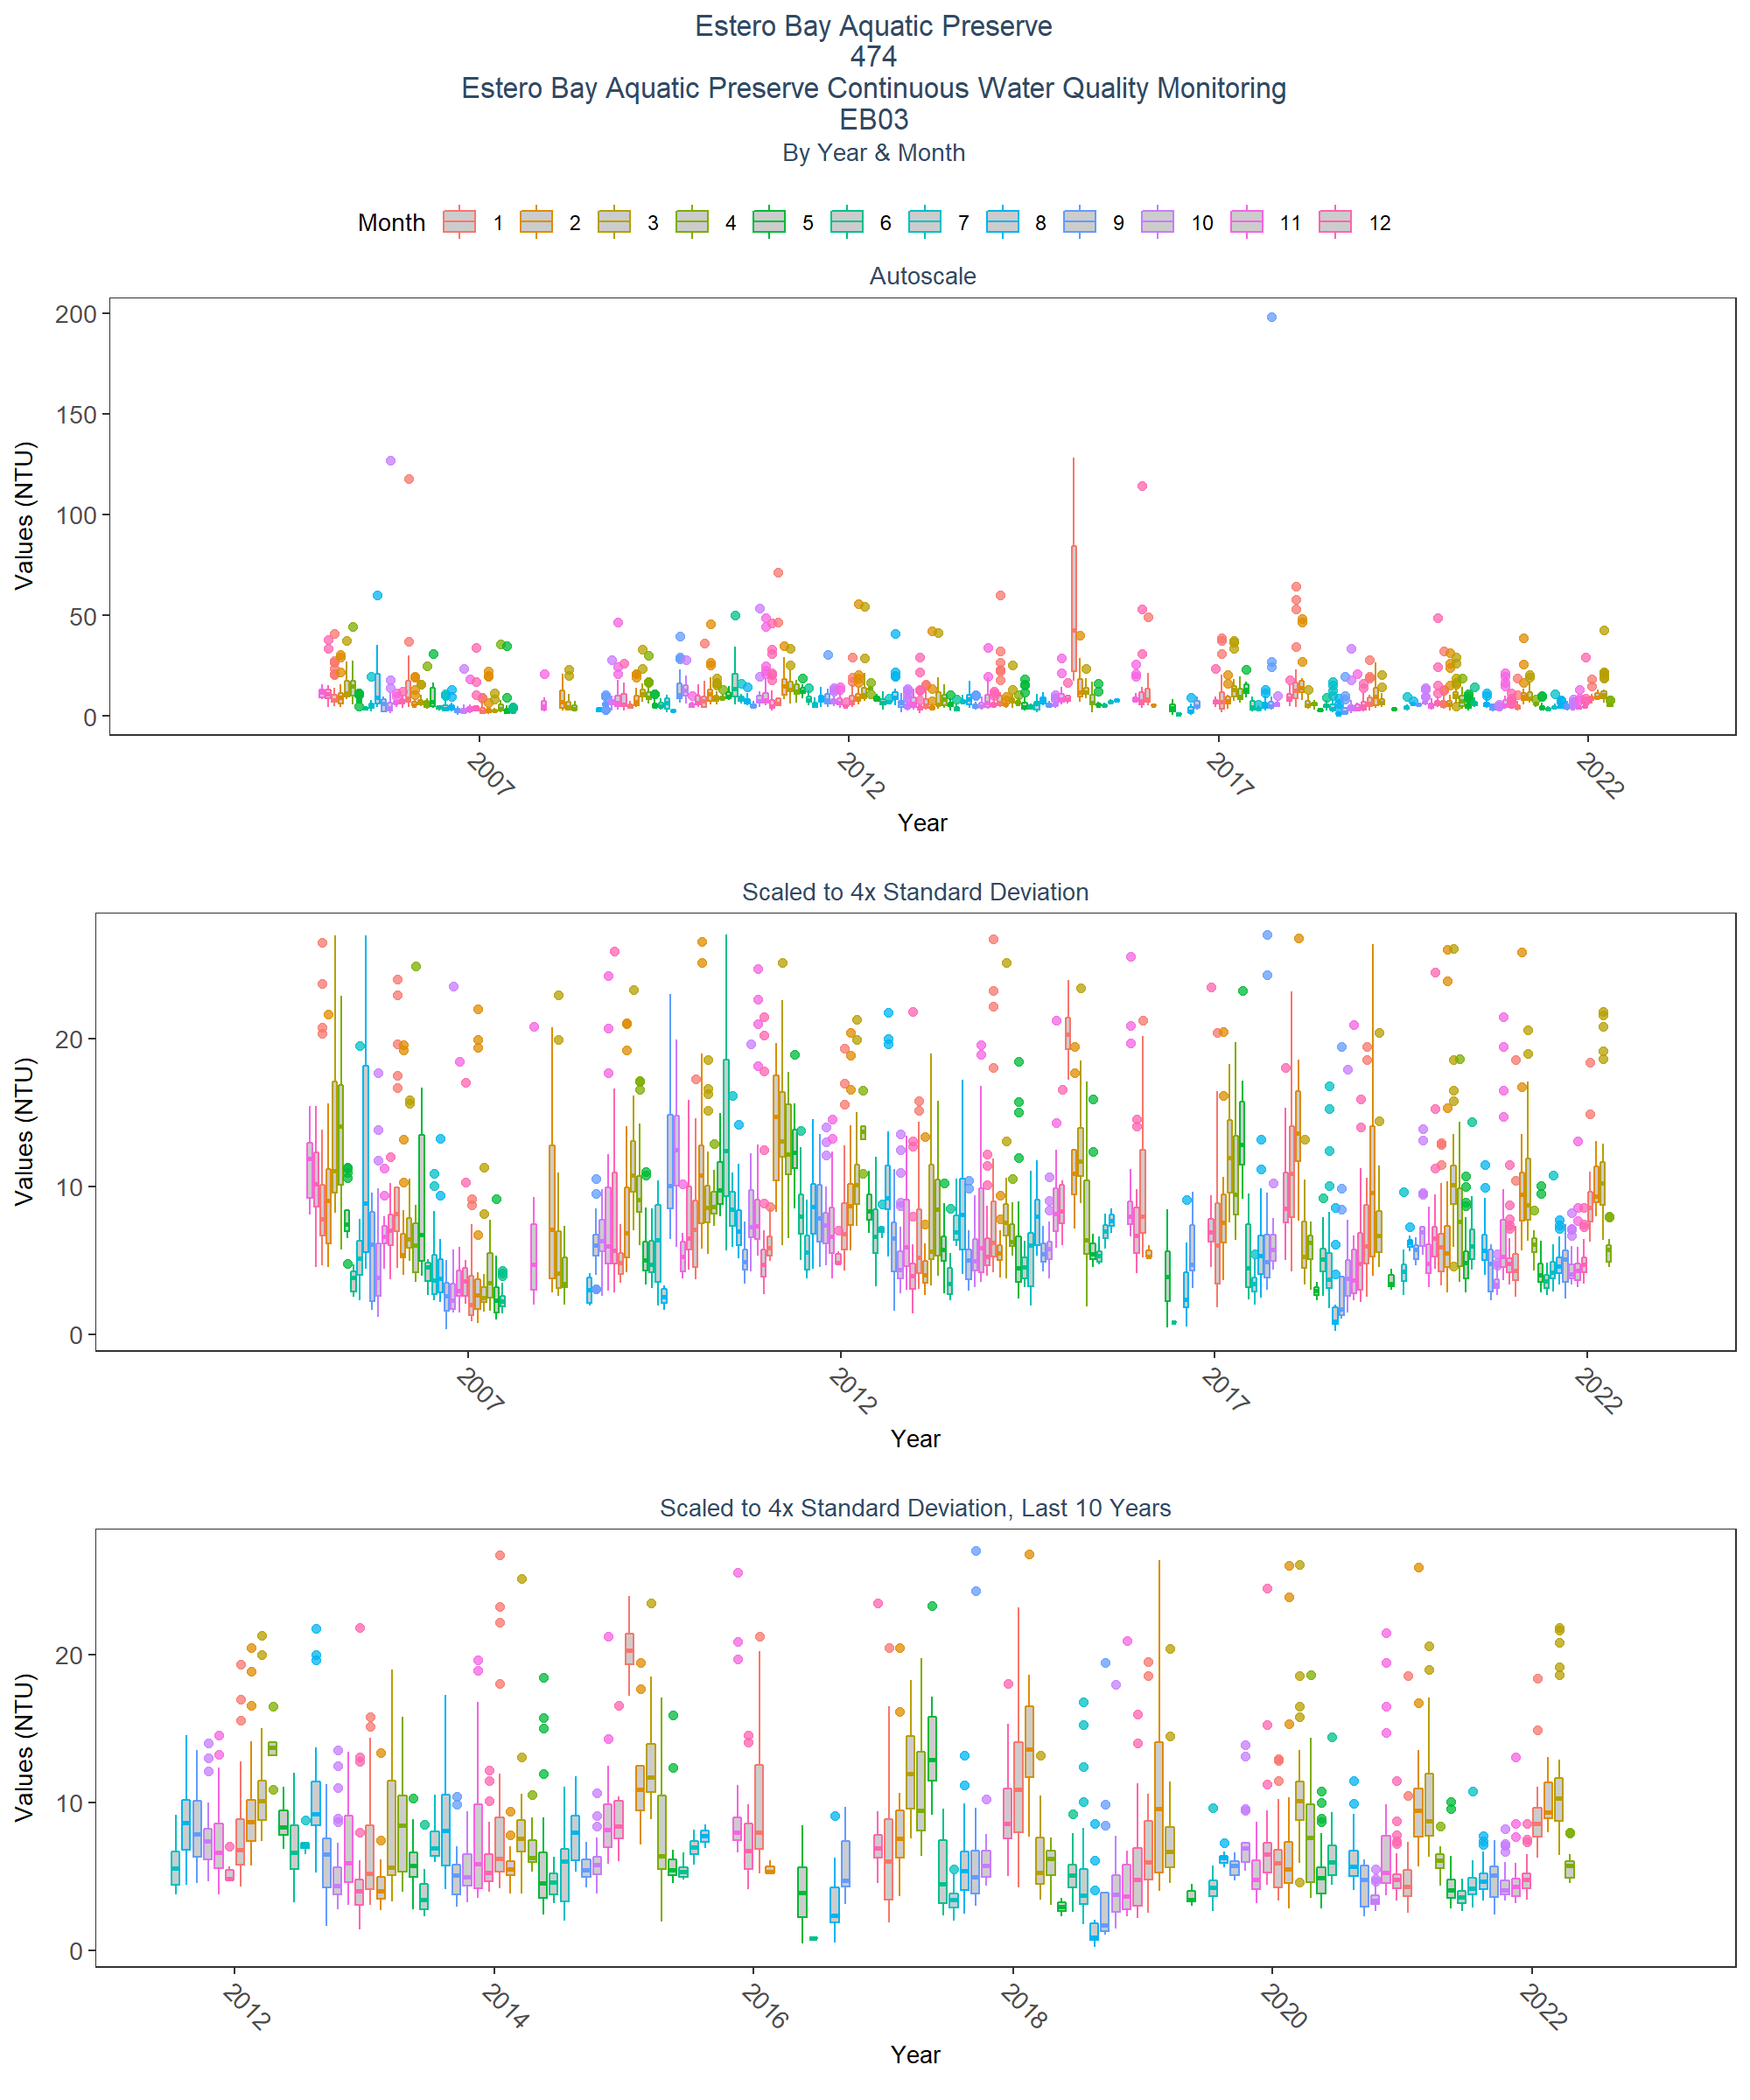 Estero Bay Aquatic Preserve
474
Estero Bay Aquatic Preserve Continuous Water Quality Monitoring
EB03
By Year & Month
Month 1 2 3 4 5 6 7 8 9 10 11 12
Autoscale
200
150
100
50
0
Values (NTU)
2007 2012 2017 2022
Year
Scaled to 4x Standard Deviation
20
10
0
Values (NTU)
2007 2012 2017 2022
Year
Scaled to 4x Standard Deviation, Last 10 Years
20
10
0
Values (NTU)
2012 2014 2016 2018 2020 2022
Year